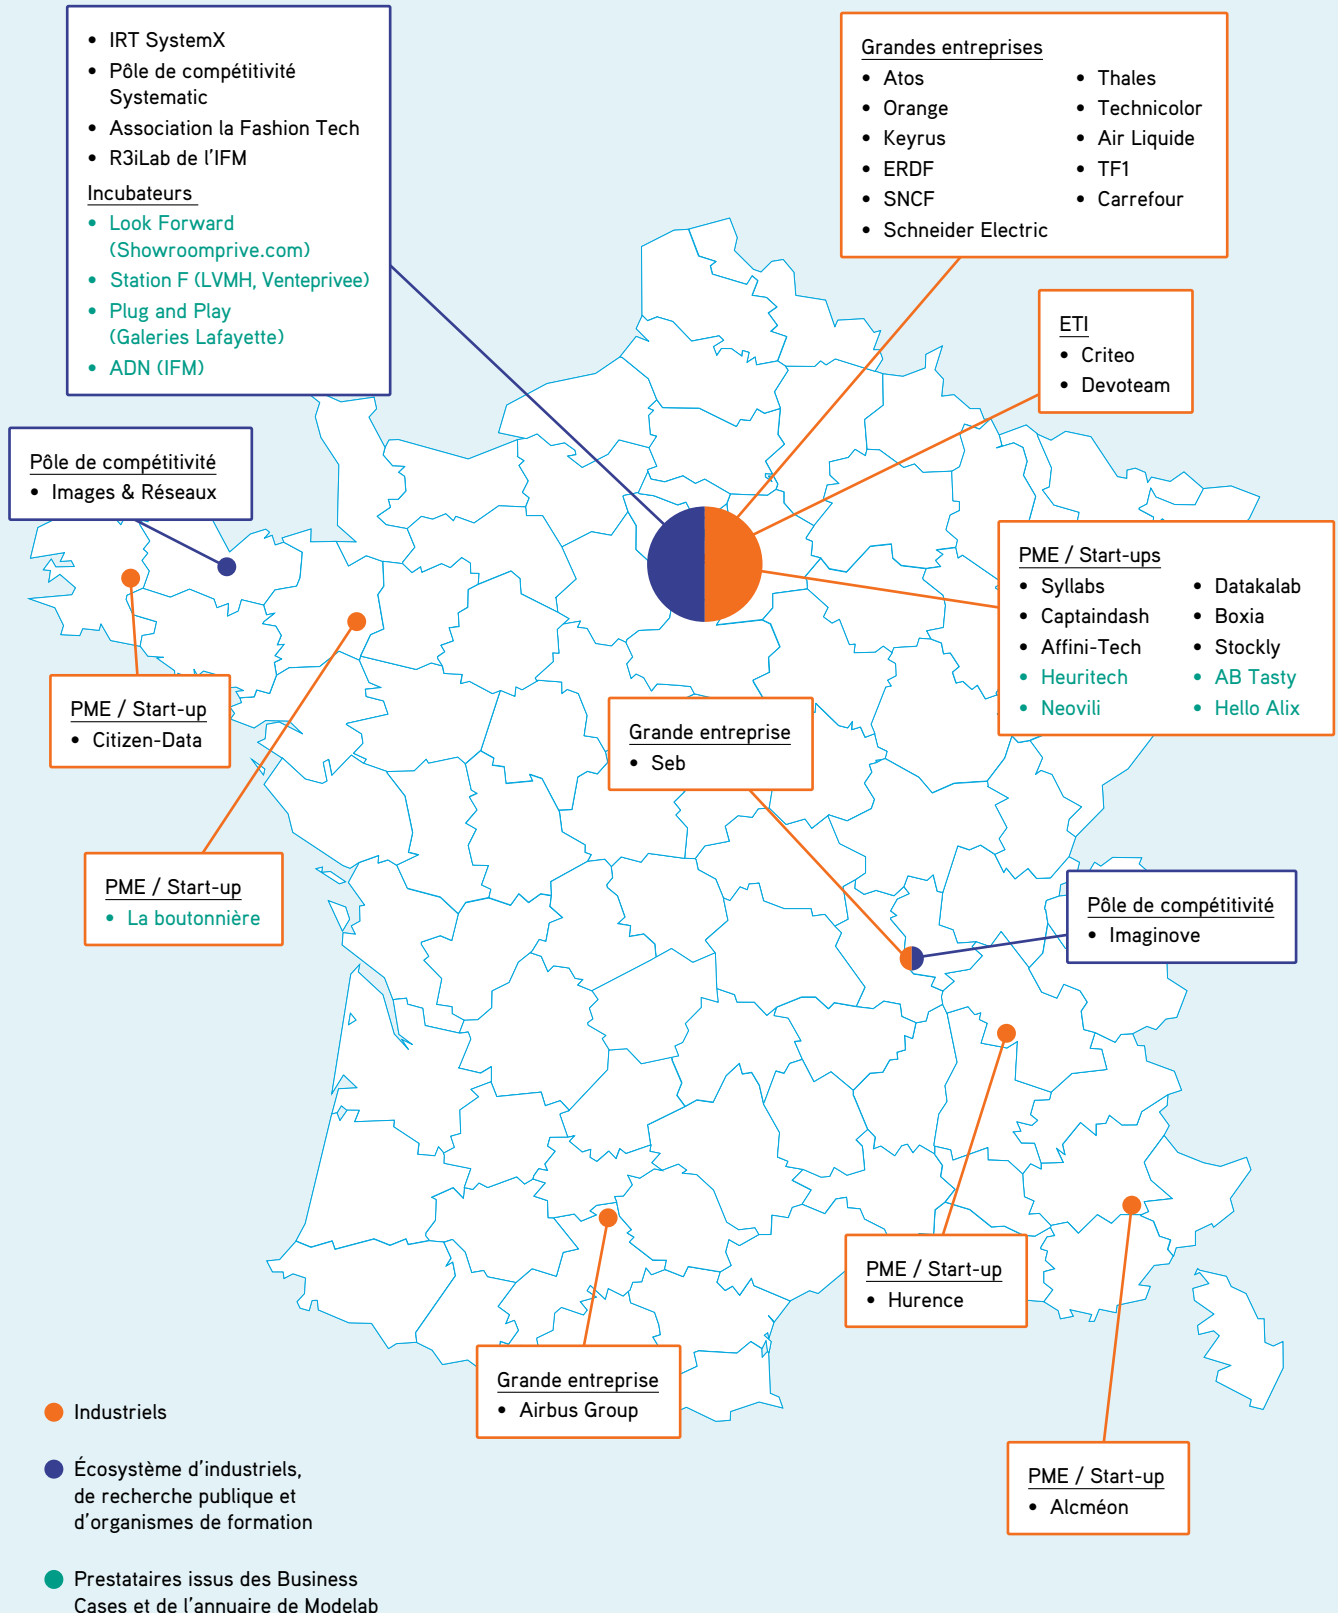 • IRT SystemX
• Pôle de compétitivité
Systematic
• Association la Fashion Tech
• R3iLab de l'IFM
Incubateurs
• Look Forward
(Showroomprive.com)
• Station F (LVMH, Venteprivee)
• Plug and Play
(Galeries Lafayette)
• ADN (IFM)
Grandes entreprises
• Atos
• Orange
• Keyrus
• ERDF
• SNCF
• Schneider Electric
• Thales
• Technicolor
• Air Liquide
• TF1
• Carrefour
ETI
• Criteo
• Devoteam
Pôle de compétitivité
• Images & Réseaux
PME / Start-ups
• Syllabs
• Captaindash
• Affini-Tech
• Heuritech
• Neovili
• Datakalab
• Boxia
• Stockly
• AB Tasty
• Hello Alix
PME / Start-up
• Citizen-Data
Grande entreprise
• Seb
PME / Start-up
• La boutonnière
Pôle de compétitivité
• Imaginove
PME / Start-up
• Hurence
Grande entreprise
• Airbus Group
PME / Start-up
• Alcméon
Industriels
Écosystème d'industriels,
de recherche publique et
d'organismes de formation
Prestataires issus des Business
Cases et de l'annuaire de Modelab